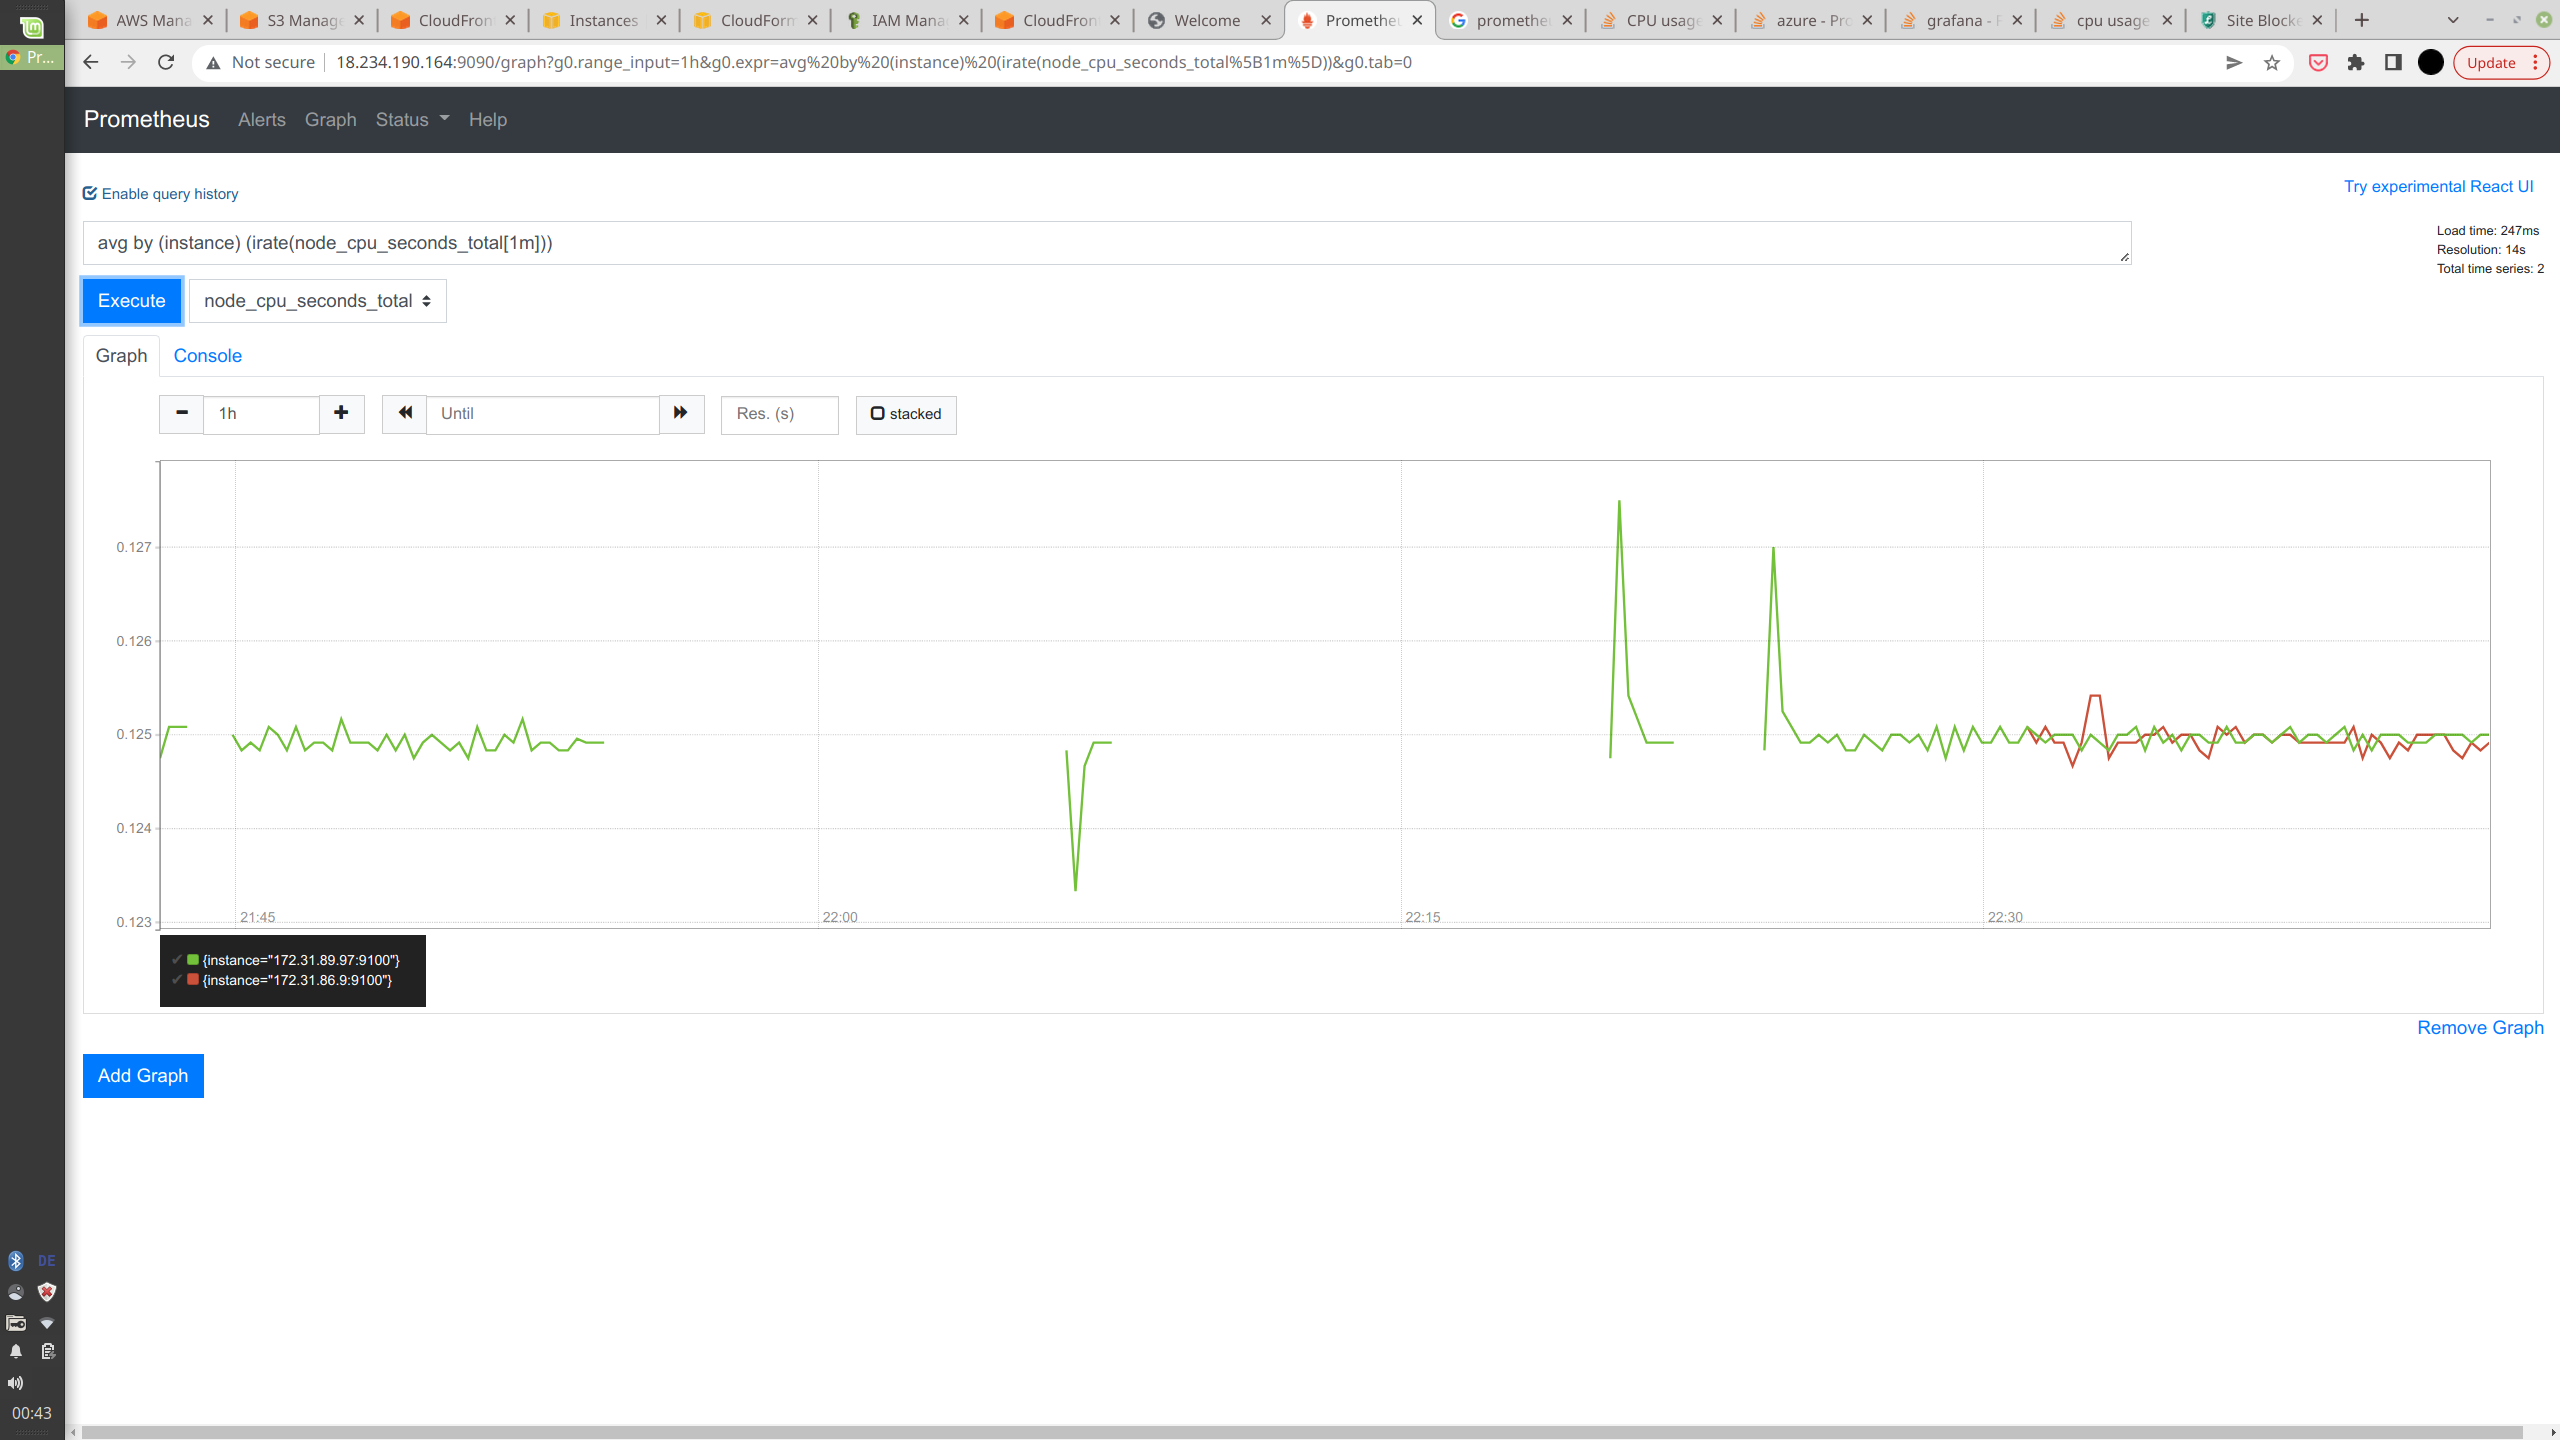 AWS Mana
S3 Manage
CloudFron
Instances
CloudForm
IAM Mana
CloudFron
Welcome
Prometheu
prometheu
CPU usage
azure - Pro
grafana - P
cpu usage
Site Blocke
Pr...
Not secure
18.234.190.164:9090/graph?g0.range_input=1h&g0.expr=avg%20by%20(instance)%20(irate(node_cpu_seconds_total%5B1m%5D))&g0.tab=0
Update
Prometheus
Alerts
Graph
Status
Help
Enable query history
Try experimental React UI
avg by (instance) (irate(node_cpu_seconds_total[1m]))
Load time: 247ms
Resolution: 14s
Total time series: 2
Execute
node_cpu_seconds_total
Graph
Console
1h
Until
Res. (s)
stacked
0.127
0.126
0.125
0.124
0.123
21:45
22:00
22:15
22:30
{instance="172.31.89.97:9100"}
{instance="172.31.86.9:9100"}
Remove Graph
Add Graph
DE
00:43